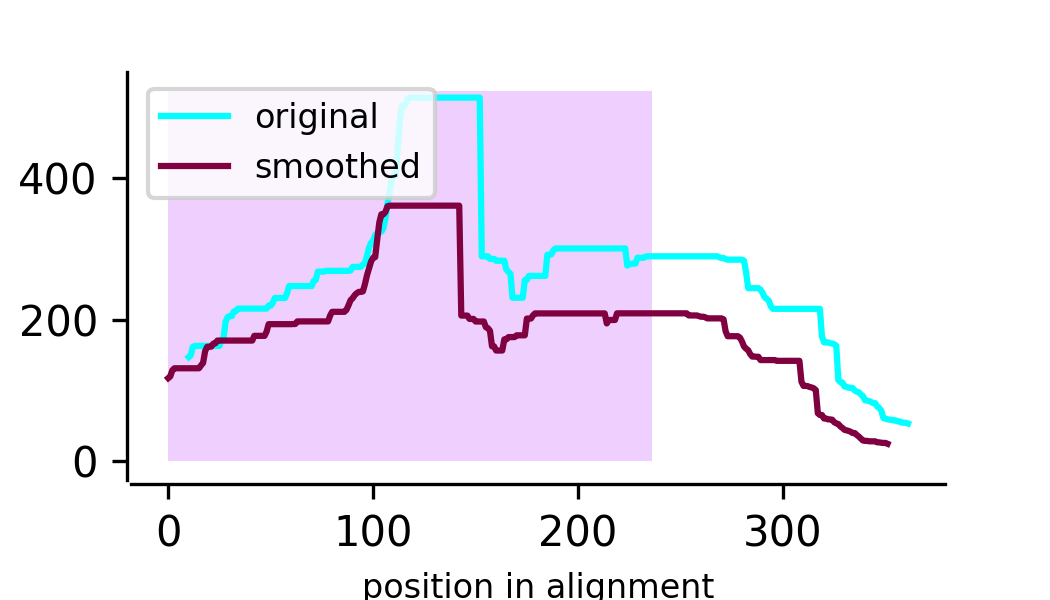 original
smoothed
400
200
0
0 100 200 300
position in alignment